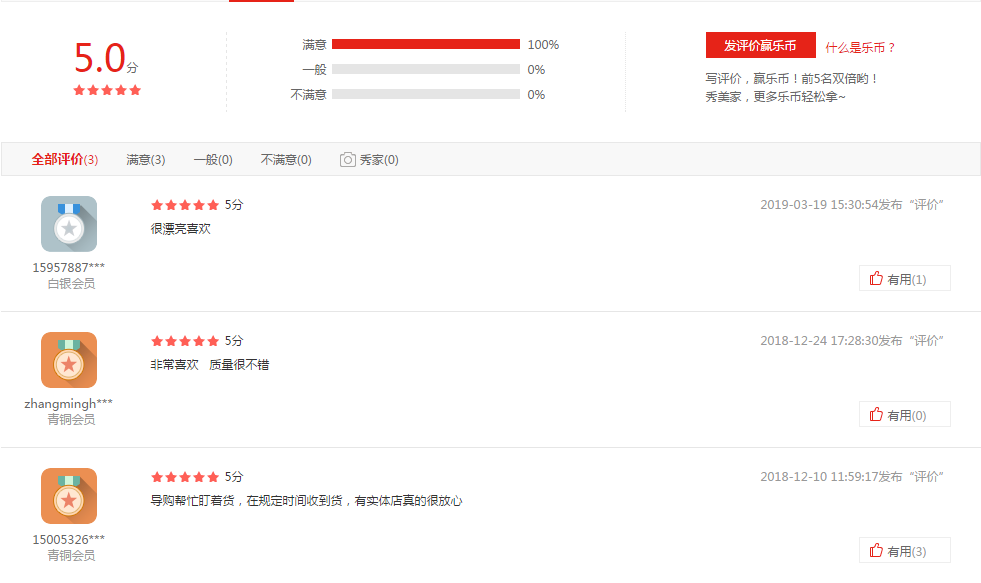 5.0分
满意 100%
一般 0%
不满意 0%
发评价赢乐币 什么是乐币？
写评价，赢乐币！前5名双倍哟！
秀美家，更多乐币轻松拿~
全部评价(3) 满意(3) 一般(0) 不满意(0) 秀家(0)
5分 2019-03-19 15:30:54发布“评价”
很漂亮喜欢
15957887***
白银会员
有用(1)
5分 2018-12-24 17:28:30发布“评价”
非常喜欢 质量很不错
zhangmingh***
青铜会员
有用(0)
5分 2018-12-10 11:59:17发布“评价”
导购帮忙盯着货，在规定时间收到货，有实体店真的很放心
15005326***
青铜会员
有用(3)